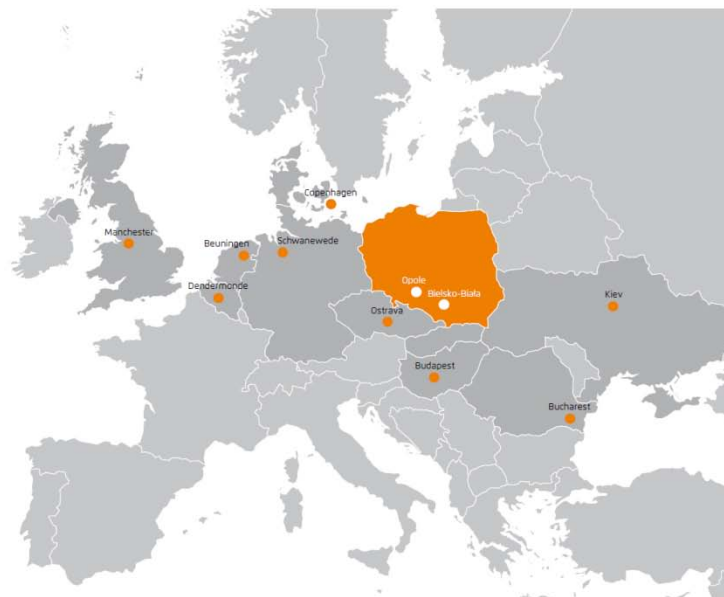 Copenhagen
Manchester
Beuningen
Schwanewede
Dendermonde
Opole
Bielsko-Biała
Kiev
Ostrava
Budapest
Bucharest